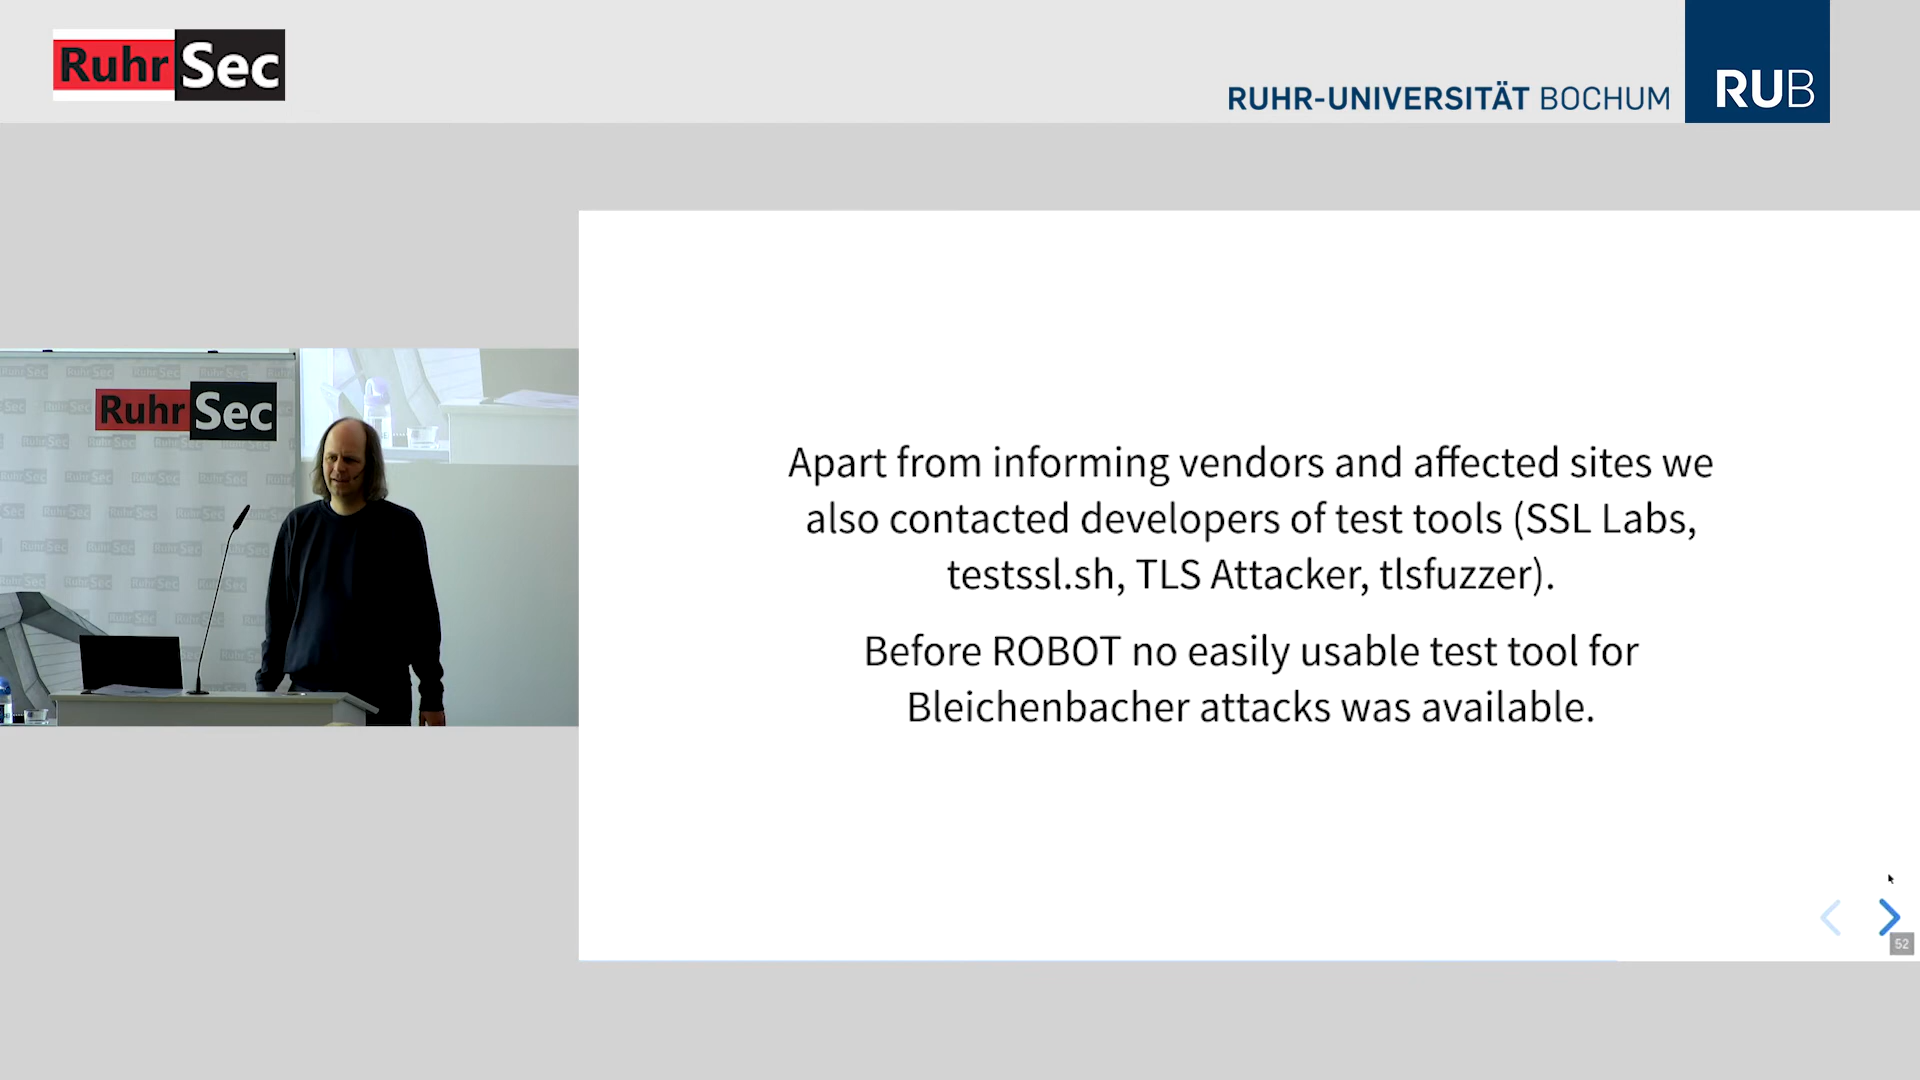 RuhrSec
RUHR-UNIVERSITÄT BOCHUM
RUB
RuhrSec
Apart from informing vendors and affected sites we
also contacted developers of test tools (SSL Labs,
testssl.sh, TLS Attacker, tlsfuzzer).
Before ROBOT no easily usable test tool for
Bleichenbacher attacks was available.
52